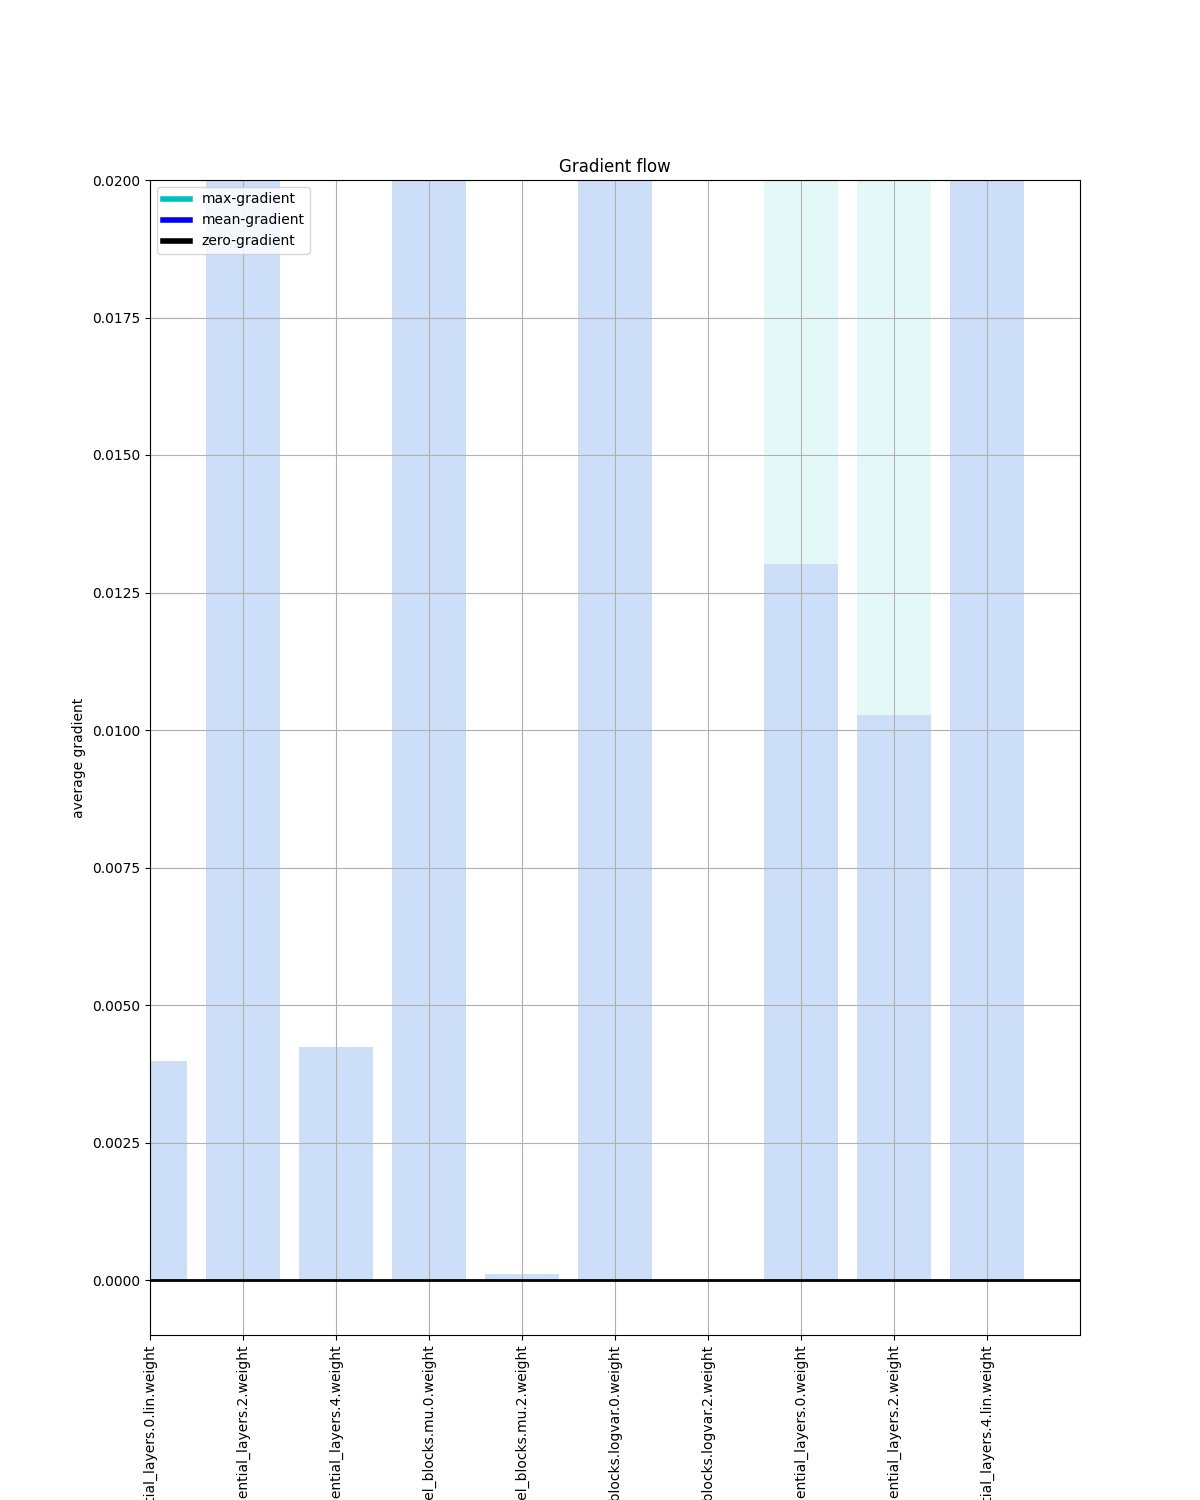 Gradient flow
max-gradient
mean-gradient
zero-gradient
0.0200
0.0175
0.0150
0.0125
0.0100
0.0075
0.0050
0.0025
0.0000
average gradient
tial_layers.0.lin.weight
ential_layers.2.weight
ential_layers.4.weight
el_blocks.mu.0.weight
el_blocks.mu.2.weight
blocks.logvar.0.weight
blocks.logvar.2.weight
ential_layers.0.weight
ential_layers.2.weight
tial_layers.4.lin.weight